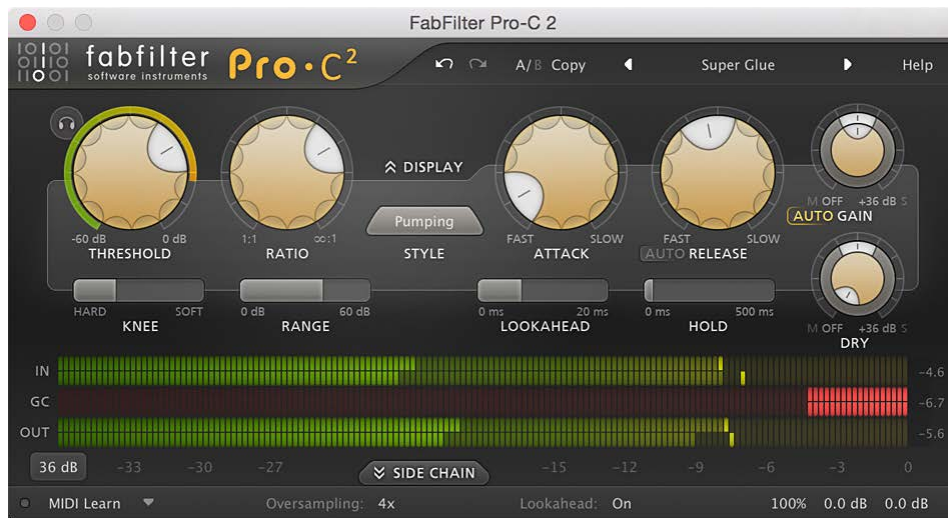 FabFilter Pro-C 2
fabfilter
software instruments
Pro·C²
A/B Copy
Super Glue
Help
DISPLAY
Pumping
STYLE
-60 dB 0 dB
THRESHOLD
1:1 ∞:1
RATIO
FAST SLOW
ATTACK
FAST SLOW
AUTO RELEASE
M OFF +36 dB S
AUTO GAIN
HARD SOFT
KNEE
0 dB 60 dB
RANGE
0 ms 20 ms
LOOKAHEAD
0 ms 500 ms
HOLD
M OFF +36 dB S
DRY
IN -4.6
GC -6.7
OUT -5.6
36 dB -33 -30 -27 SIDE CHAIN -15 -12 -9 -6 -3 0
MIDI Learn Oversampling: 4x Lookahead: On 100% 0.0 dB 0.0 dB